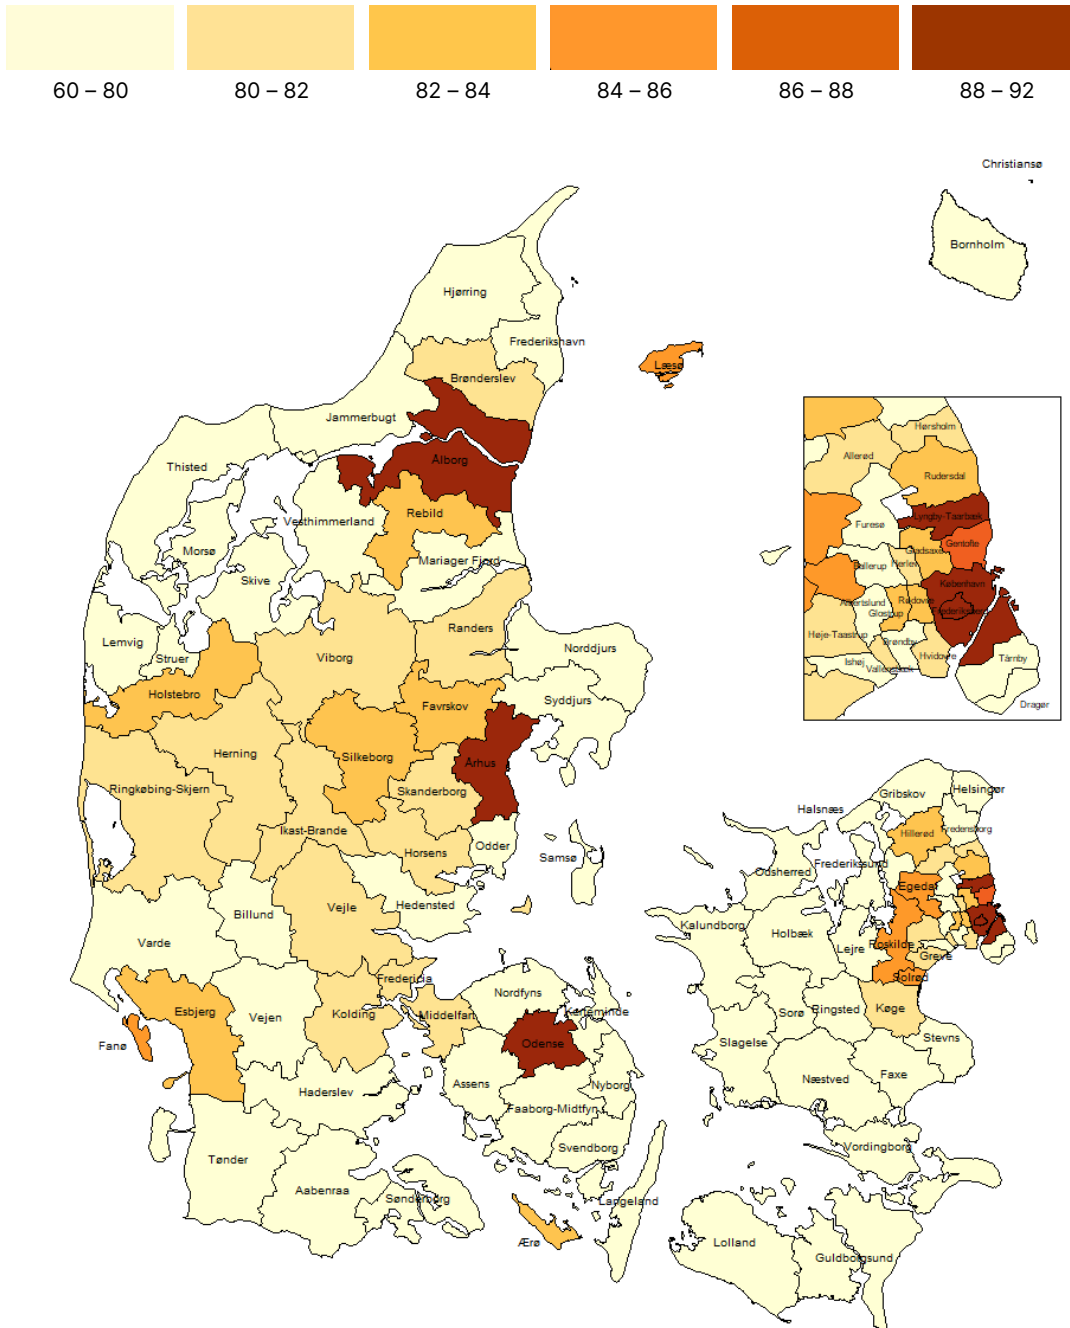 60 – 80 80 – 82 82 – 84 84 – 86 86 – 88 88 – 92
Christiansø
Bornholm
Hjørring
Frederikshavn
Læsø
Brønderslev
Jammerbugt
Ålborg
Thisted
Rebild
Vesthimmerland
Morsø
Mariager Fjord
Skive
Randers
Lemvig
Struer
Viborg
Norddjurs
Holstebro
Favrskov
Syddjurs
Herning
Silkeborg
Århus
Ringkøbing-Skjern
Skanderborg
Ikast-Brande
Horsens
Odder
Samsø
Hedensted
Billund
Vejle
Varde
Fredericia
Esbjerg
Vejen
Kolding
Middelfart
Nordfyns
Kerteminde
Fanø
Odense
Assens
Nyborg
Haderslev
Faaborg-Midtfyn
Svendborg
Tønder
Aabenraa
Sønderborg
Langeland
Ærø
Hørsholm
Allerød
Rudersdal
Lyngby-Taarbæk
Furesø
Gentofte
Gladsaxe
Ballerup
Herlev
København
Albertslund
Rødovre
Glostrup
Frederiksberg
Høje-Taastrup
Brøndby
Hvidovre
Ishøj
Vallensbæk
Tårnby
Dragør
Helsingør
Gribskov
Halsnæs
Hillerød
Fredensborg
Frederikssund
Odsherred
Egedal
Kalundborg
Holbæk
Lejre
Roskilde
Greve
Solrød
Sorø
Ringsted
Køge
Slagelse
Stevns
Næstved
Faxe
Vordingborg
Lolland
Guldborgsund